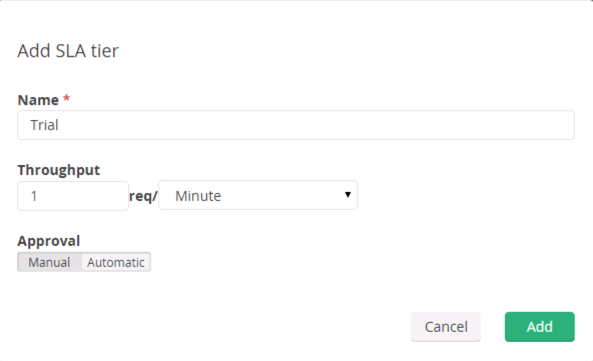 Add SLA tier
Name *
Trial
Throughput
1 req/ Minute
Approval
Manual Automatic
Cancel Add